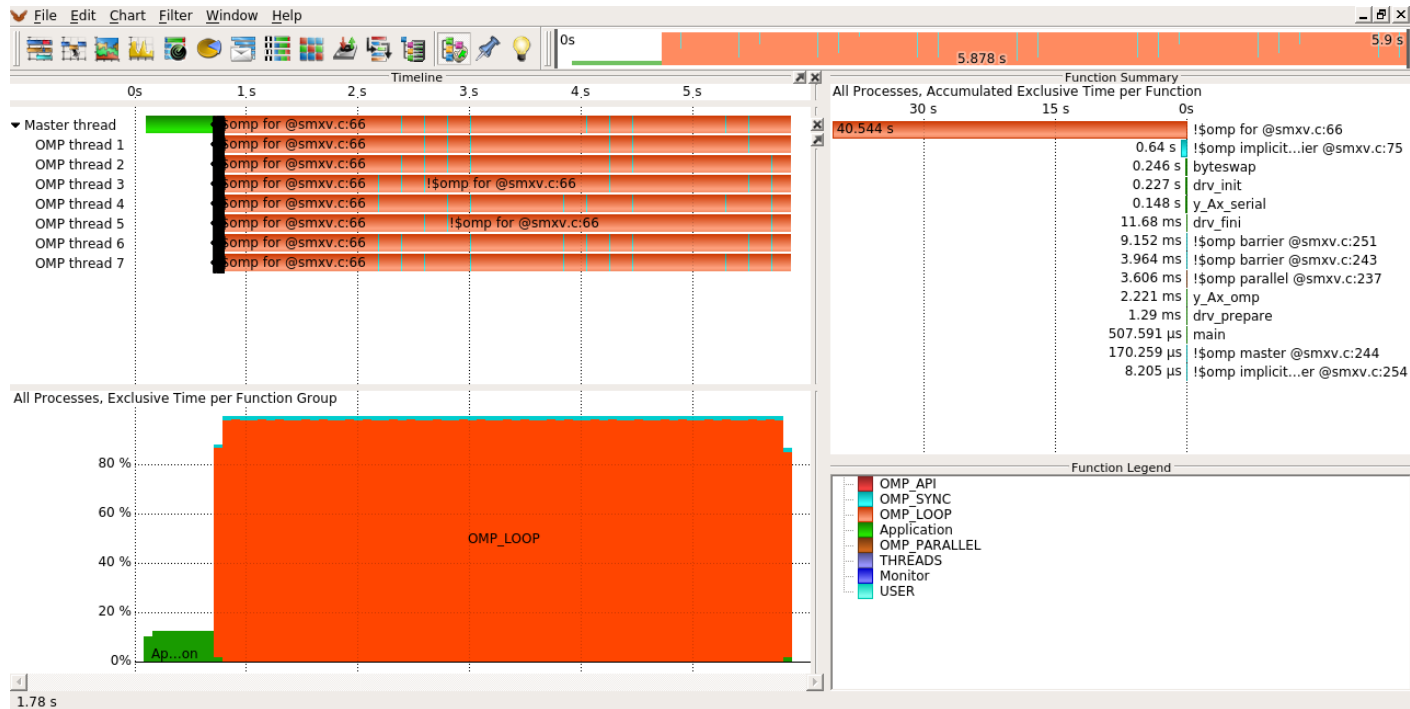 File Edit Chart Filter Window Help
0s 5.878 s 5.9 s
Timeline
0s 1 s 2 s 3 s 4 s 5 s
Master thread $omp for @smxv.c:66
OMP thread 1 $omp for @smxv.c:66
OMP thread 2 $omp for @smxv.c:66
OMP thread 3 $omp for @smxv.c:66 !$omp for @smxv.c:66
OMP thread 4 $omp for @smxv.c:66
OMP thread 5 $omp for @smxv.c:66 !$omp for @smxv.c:66
OMP thread 6 $omp for @smxv.c:66
OMP thread 7 $omp for @smxv.c:66
All Processes, Exclusive Time per Function Group
80 %
60 %
OMP_LOOP
40 %
20 %
Ap...on
0%
Function Summary
All Processes, Accumulated Exclusive Time per Function
30 s 15 s 0s
40.544 s !$omp for @smxv.c:66
0.64 s !$omp implicit...ier @smxv.c:75
0.246 s byteswap
0.227 s drv_init
0.148 s y_Ax_serial
11.68 ms drv_fini
9.152 ms !$omp barrier @smxv.c:251
3.964 ms !$omp barrier @smxv.c:243
3.606 ms !$omp parallel @smxv.c:237
2.221 ms y_Ax_omp
1.29 ms drv_prepare
507.591 µs main
170.259 µs !$omp master @smxv.c:244
8.205 µs !$omp implicit...er @smxv.c:254
Function Legend
OMP_API
OMP_SYNC
OMP_LOOP
Application
OMP_PARALLEL
THREADS
Monitor
USER
1.78 s